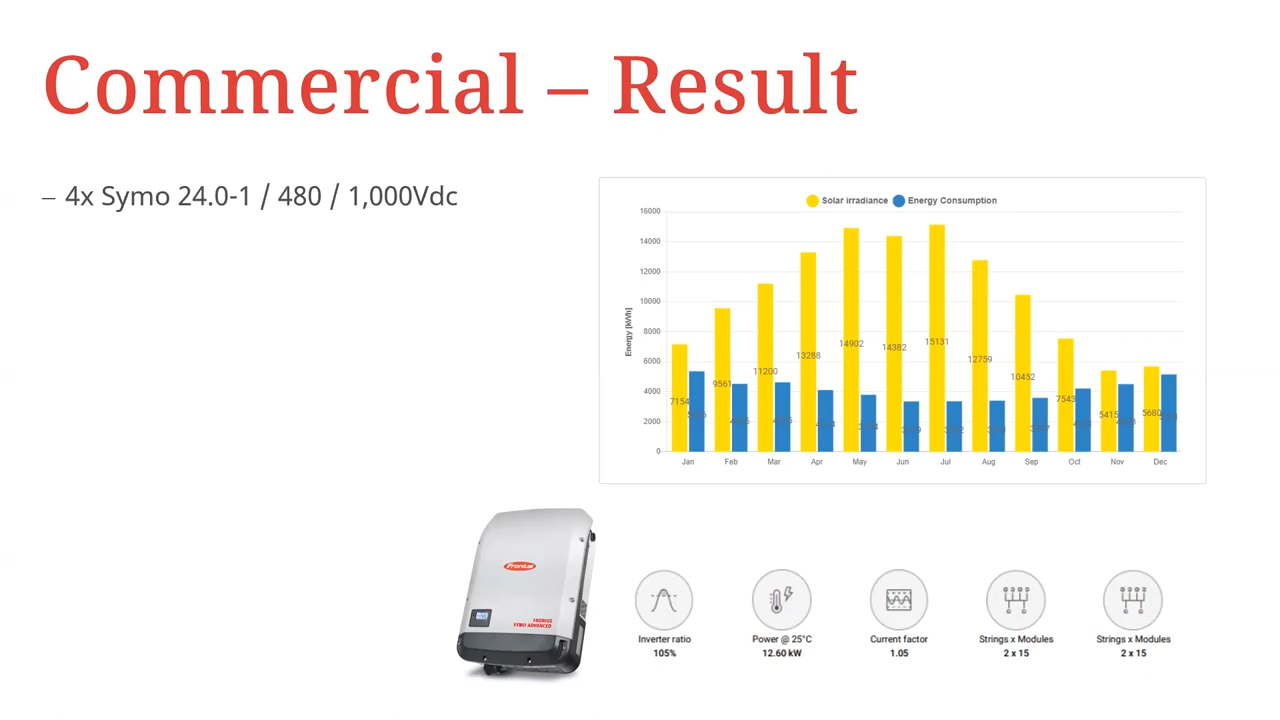 Commercial – Result
– 4x Symo 24.0-1 / 480 / 1,000Vdc
Solar irradiance Energy Consumption
16000
14000
12000
10000
8000
6000
4000
2000
0
Energy [kWh]
7154
9561
11200
13288
14902
14382
15131
12759
10452
7543
5415
5680
Jan Feb Mar Apr May Jun Jul Aug Sep Oct Nov Dec
Fronius
FRONIUS
SYMO ADVANCED
Inverter ratio
105%
Power @ 25°C
12.60 kW
Current factor
1.05
Strings x Modules
2 x 15
Strings x Modules
2 x 15